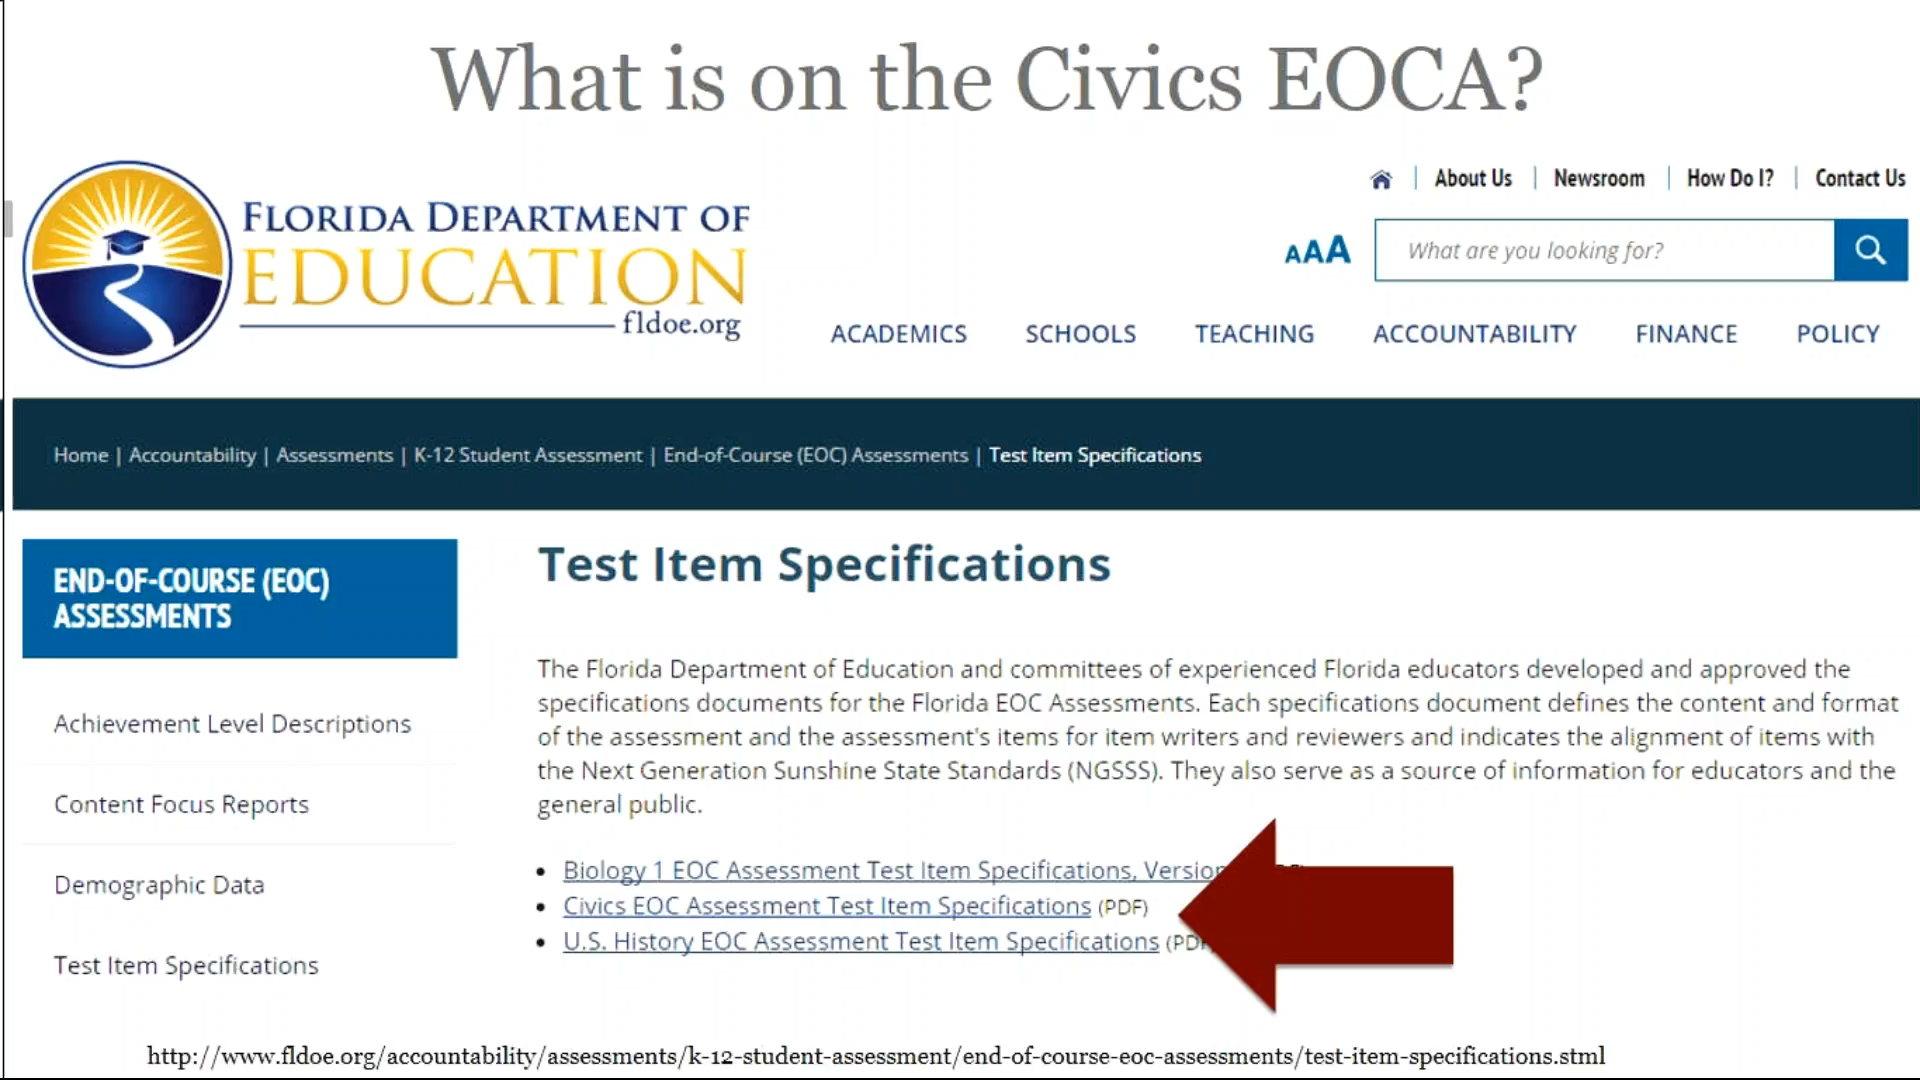 What is on the Civics EOCA?
About Us | Newsroom | How Do I? | Contact Us
FLORIDA DEPARTMENT OF
EDUCATION
fldoe.org
AAA
What are you looking for?
ACADEMICS SCHOOLS TEACHING ACCOUNTABILITY FINANCE POLICY
Home | Accountability | Assessments | K-12 Student Assessment | End-of-Course (EOC) Assessments | Test Item Specifications
END-OF-COURSE (EOC)
ASSESSMENTS
Achievement Level Descriptions
Content Focus Reports
Demographic Data
Test Item Specifications
Test Item Specifications
The Florida Department of Education and committees of experienced Florida educators developed and approved the
specifications documents for the Florida EOC Assessments. Each specifications document defines the content and format
of the assessment and the assessment's items for item writers and reviewers and indicates the alignment of items with
the Next Generation Sunshine State Standards (NGSSS). They also serve as a source of information for educators and the
general public.
• Biology 1 EOC Assessment Test Item Specifications,
• Civics EOC Assessment Test Item Specifications (PDF)
• U.S. History EOC Assessment Test Item Specifications
http://www.fldoe.org/accountability/assessments/k-12-student-assessment/end-of-course-eoc-assessments/test-item-specifications.stml